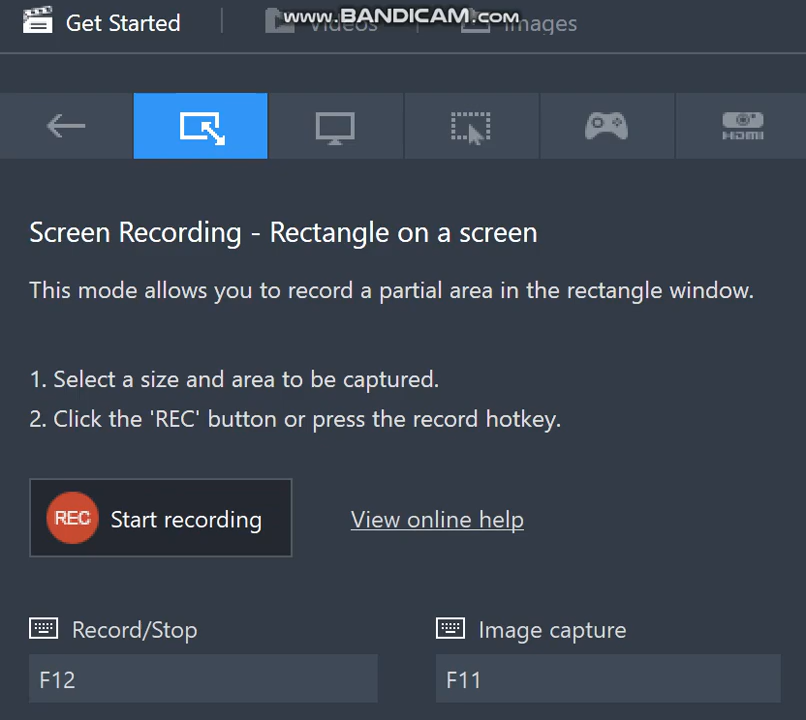 www.BANDICAM.com
Get Started
Videos
Images
HDMI
Screen Recording - Rectangle on a screen
This mode allows you to record a partial area in the rectangle window.
1. Select a size and area to be captured.
2. Click the 'REC' button or press the record hotkey.
REC Start recording
View online help
Record/Stop
Image capture
F12
F11